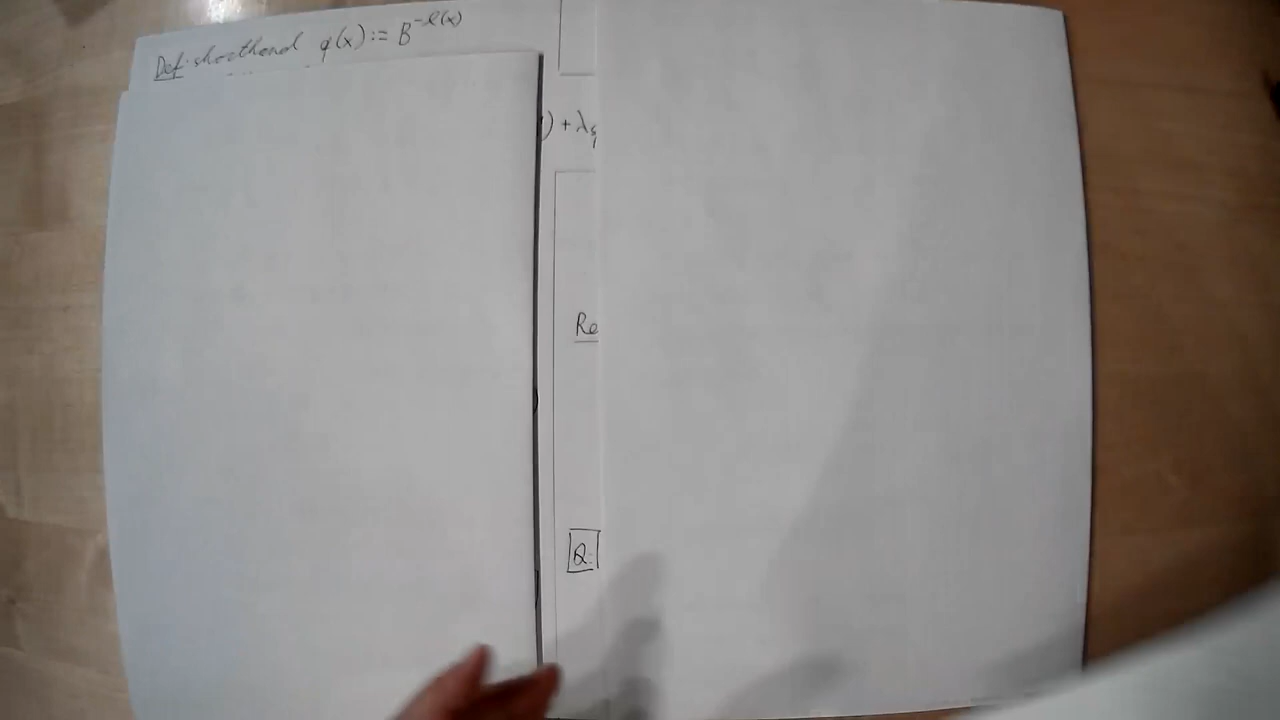 Def: shorthand q(x) := B^{-ℓ(x)}
) + λ
Re
Q: